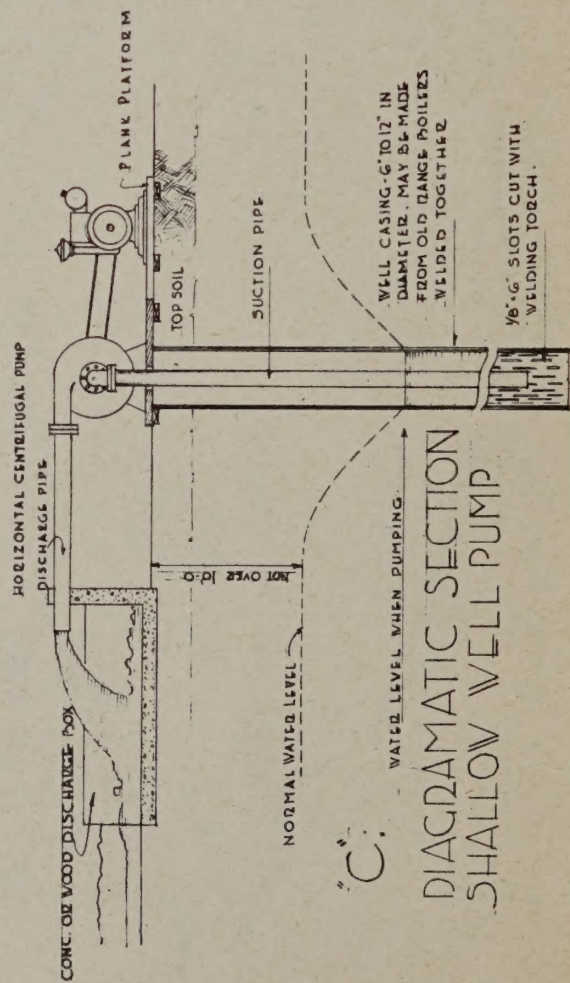 HORIZONTAL CENTRIFUGAL PUMP
DISCHARGE PIPE
CONC. OR WOOD DISCHARGE BOX
PLANK PLATFORM
TOP SOIL
NOT OVER 10'-0
SUCTION PIPE
NORMAL WATER LEVEL
WATER LEVEL WHEN PUMPING.
WELL CASING-6" TO 12" IN
DIAMETER. MAY BE MADE
FROM OLD RANGE BOILERS
WELDED TOGETHER
1/8"x6" SLOTS CUT WITH
WELDING TORCH.
"C".
DIAGRAMATIC SECTION
SHALLOW WELL PUMP